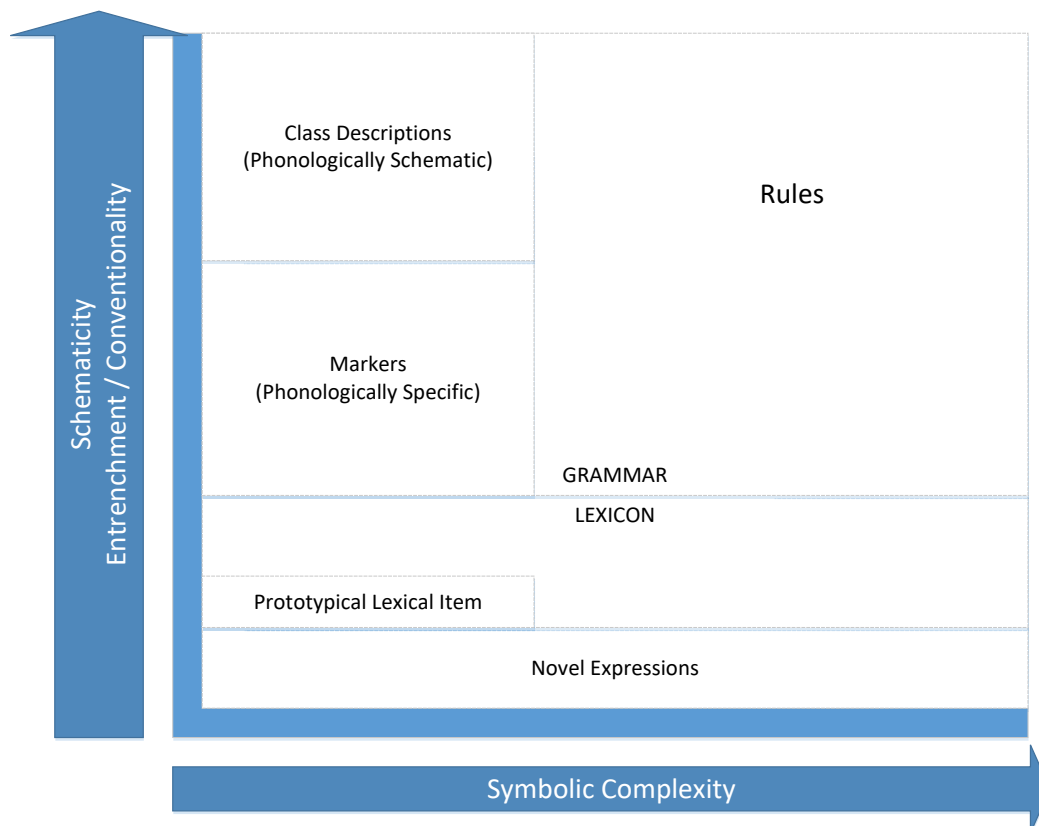 Schematicity
Entrenchment / Conventionality
Class Descriptions
(Phonologically Schematic)
Rules
Markers
(Phonologically Specific)
GRAMMAR
LEXICON
Prototypical Lexical Item
Novel Expressions
Symbolic Complexity